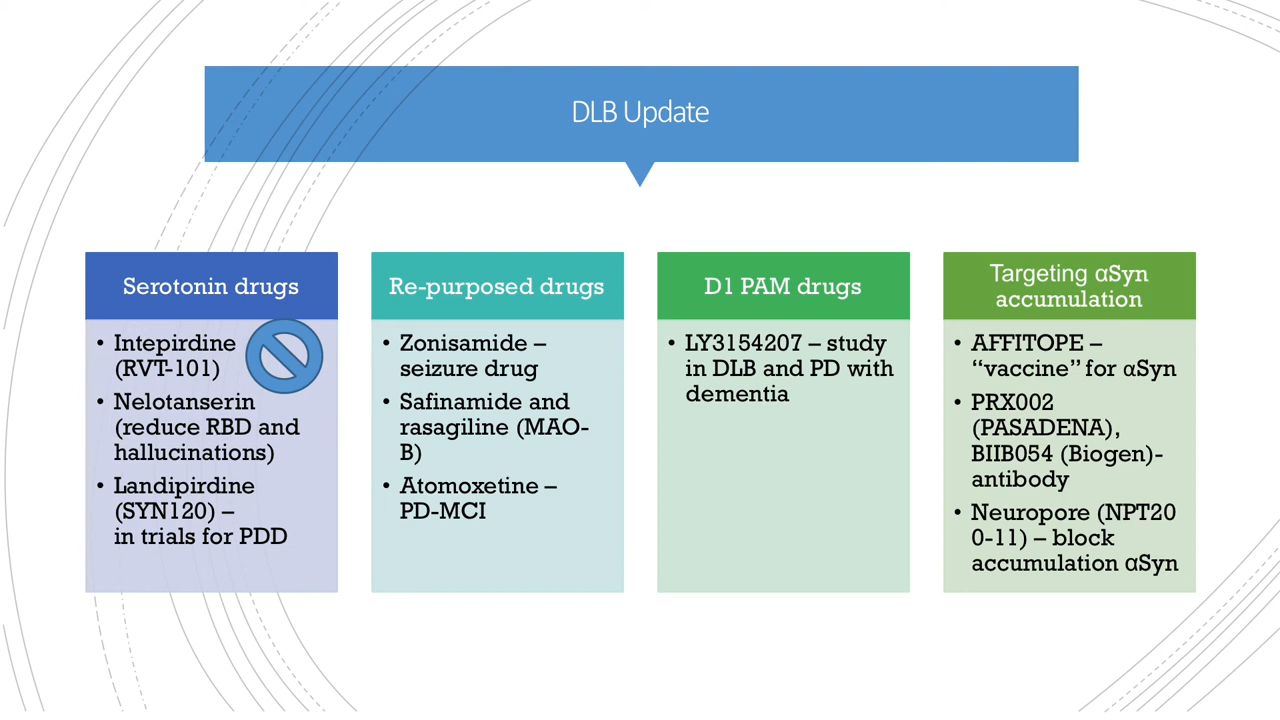 DLB Update
Serotonin drugs
• Intepirdine
(RVT-101)
• Nelotanserin
(reduce RBD and
hallucinations)
• Landipirdine
(SYN120) –
in trials for PDD
Re-purposed drugs
• Zonisamide –
seizure drug
• Safinamide and
rasagiline (MAO-
B)
• Atomoxetine –
PD-MCI
D1 PAM drugs
• LY3154207 – study
in DLB and PD with
dementia
Targeting αSyn
accumulation
• AFFITOPE –
“vaccine” for αSyn
• PRX002
(PASADENA),
BIIB054 (Biogen)-
antibody
• Neuropore (NPT20
0-11) – block
accumulation αSyn